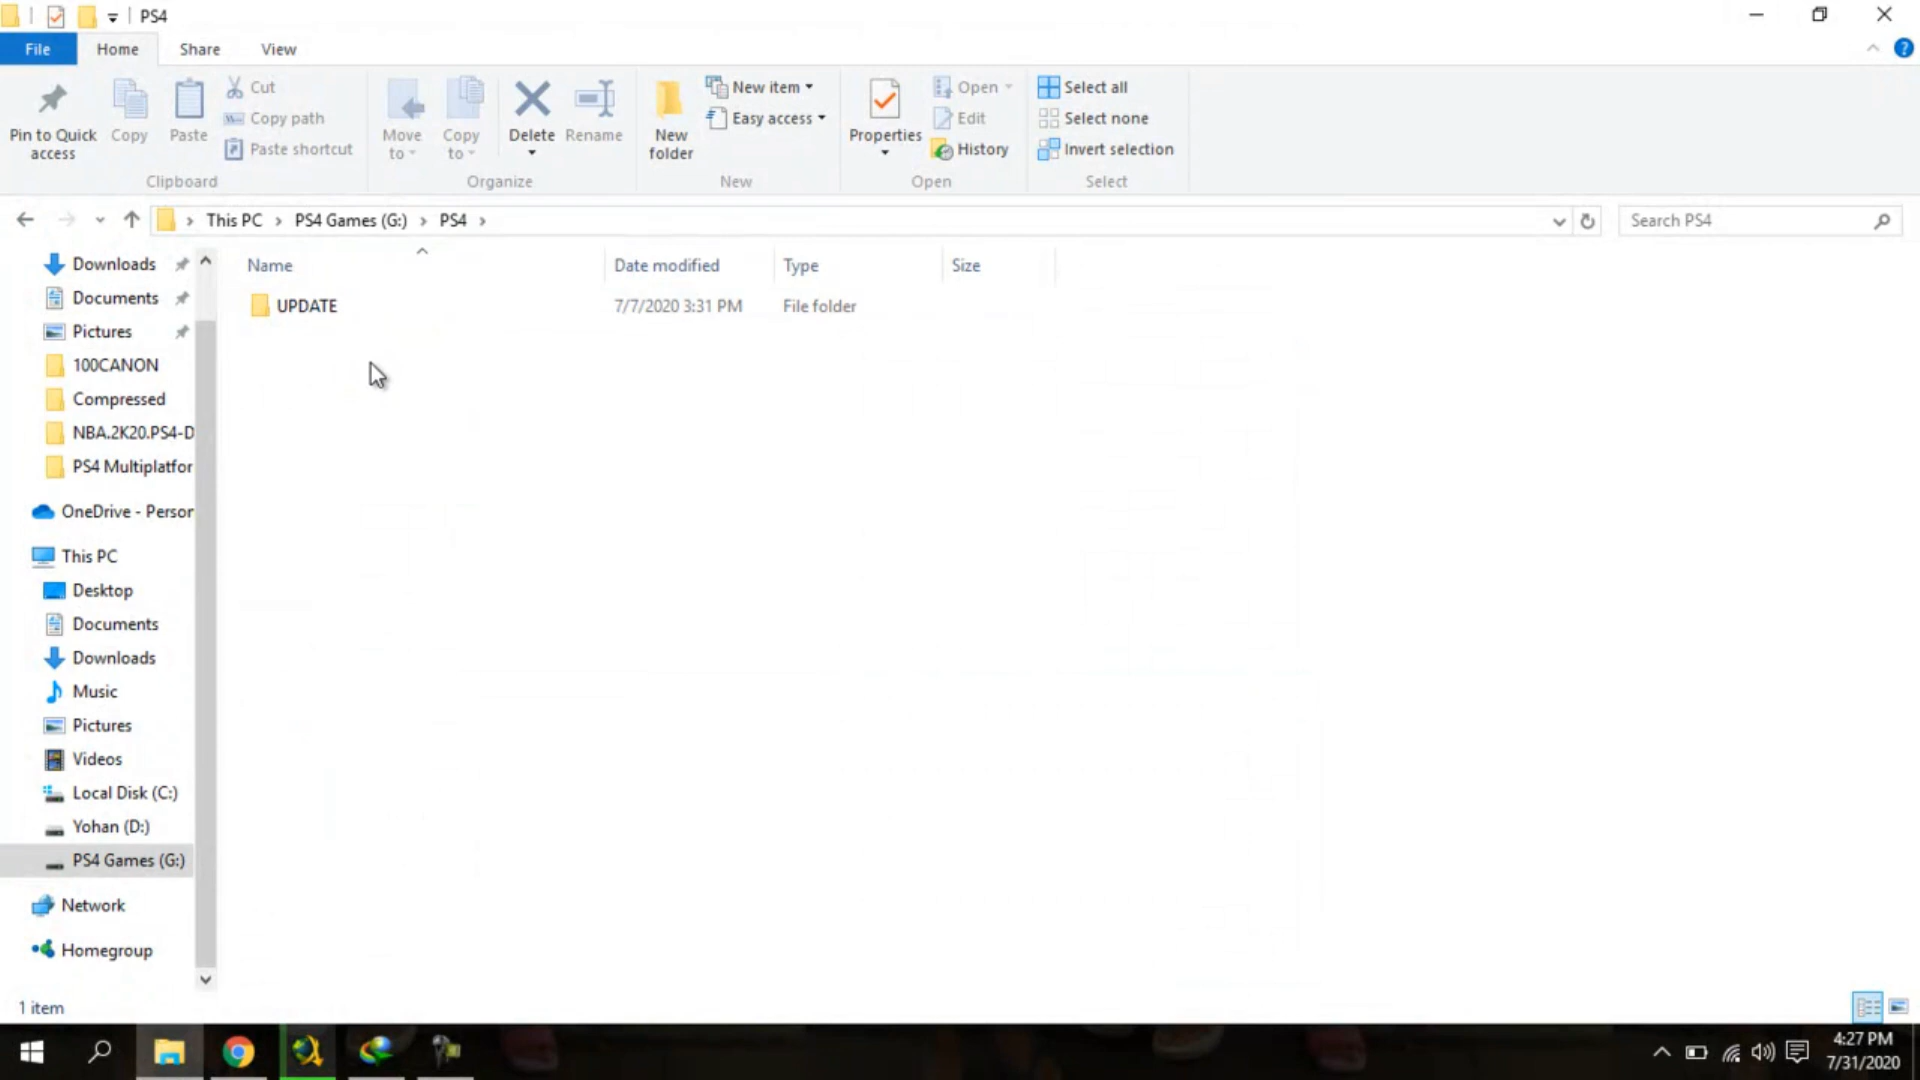 PS4
File Home Share View
Pin to Quick access
Copy
Paste
Cut
Copy path
Paste shortcut
Clipboard
Move to
Copy to
Delete
Rename
Organize
New folder
New item
Easy access
New
Properties
Open
Edit
History
Open
Select all
Select none
Invert selection
Select
This PC > PS4 Games (G:) > PS4 >
Search PS4
Name Date modified Type Size
UPDATE 7/7/2020 3:31 PM File folder
Downloads
Documents
Pictures
100CANON
Compressed
NBA.2K20.PS4-D
PS4 Multiplatfor
OneDrive - Person
This PC
Desktop
Documents
Downloads
Music
Pictures
Videos
Local Disk (C:)
Yohan (D:)
PS4 Games (G:)
Network
Homegroup
1 item
4:27 PM
7/31/2020